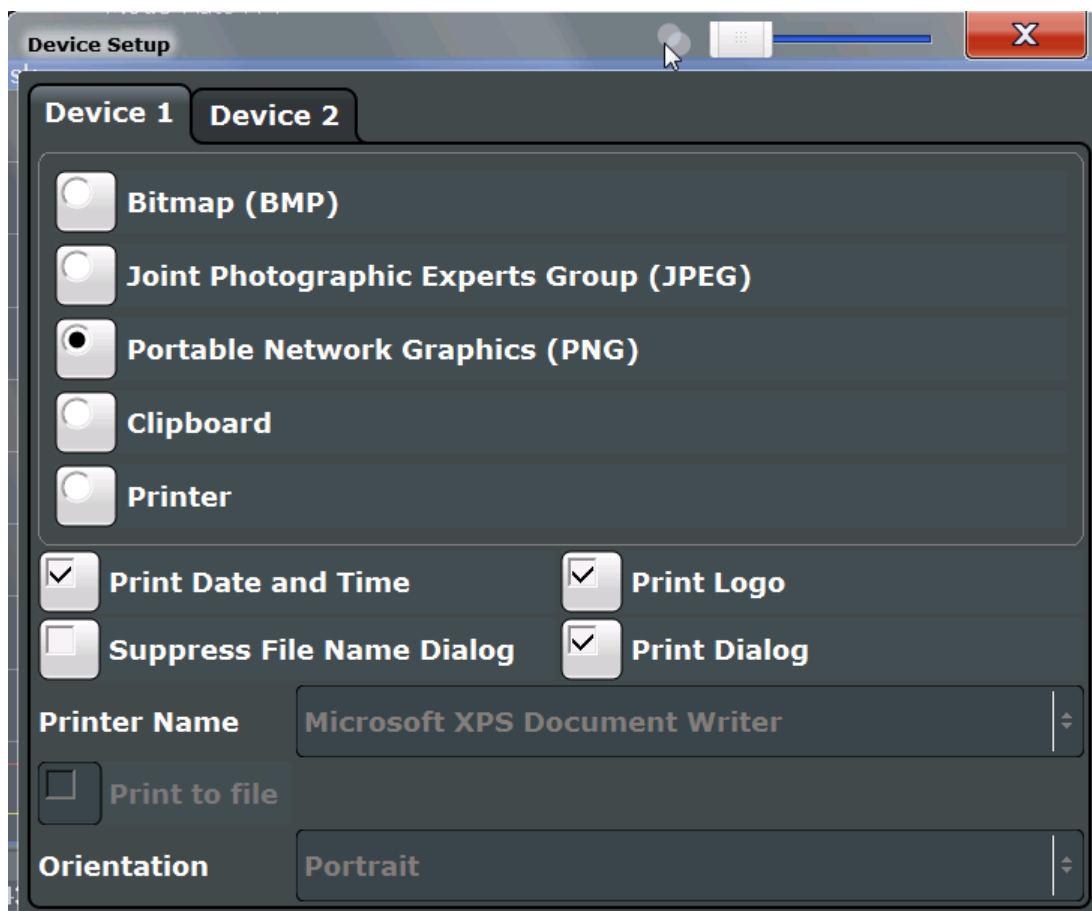 Device Setup
X
Device 1
Device 2
Bitmap (BMP)
Joint Photographic Experts Group (JPEG)
Portable Network Graphics (PNG)
Clipboard
Printer
Print Date and Time
Print Logo
Suppress File Name Dialog
Print Dialog
Printer Name
Microsoft XPS Document Writer
Print to file
Orientation
Portrait